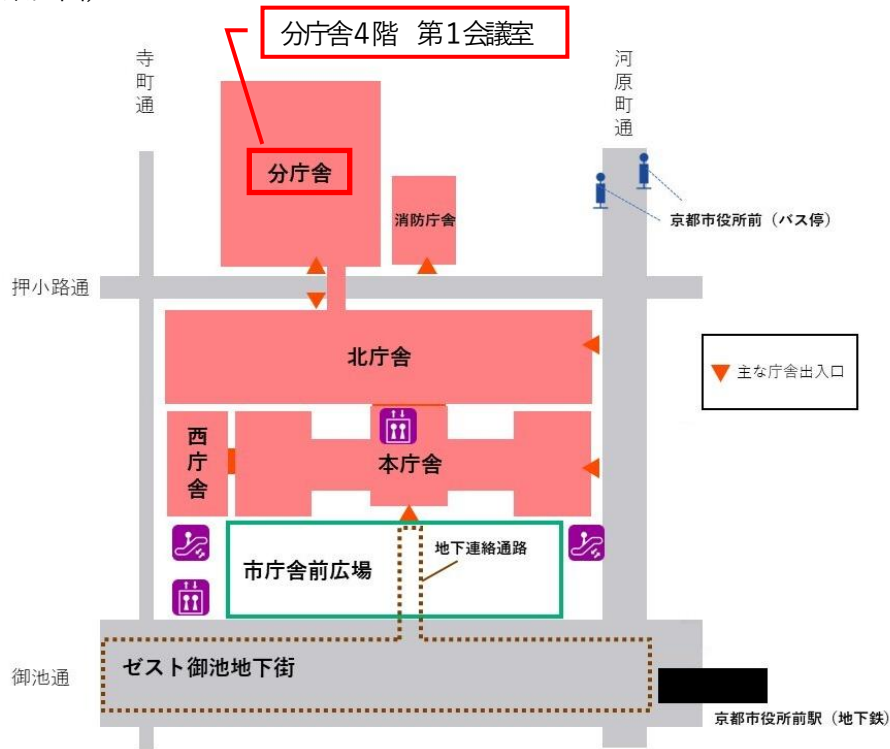 分庁舎4階 第1会議室
寺町通
河原町通
分庁舎
消防庁舎
京都市役所前（バス停）
押小路通
北庁舎
主な庁舎出入口
西庁舎
本庁舎
地下連絡通路
市庁舎前広場
ゼスト御池地下街
御池通
京都市役所前駅（地下鉄）